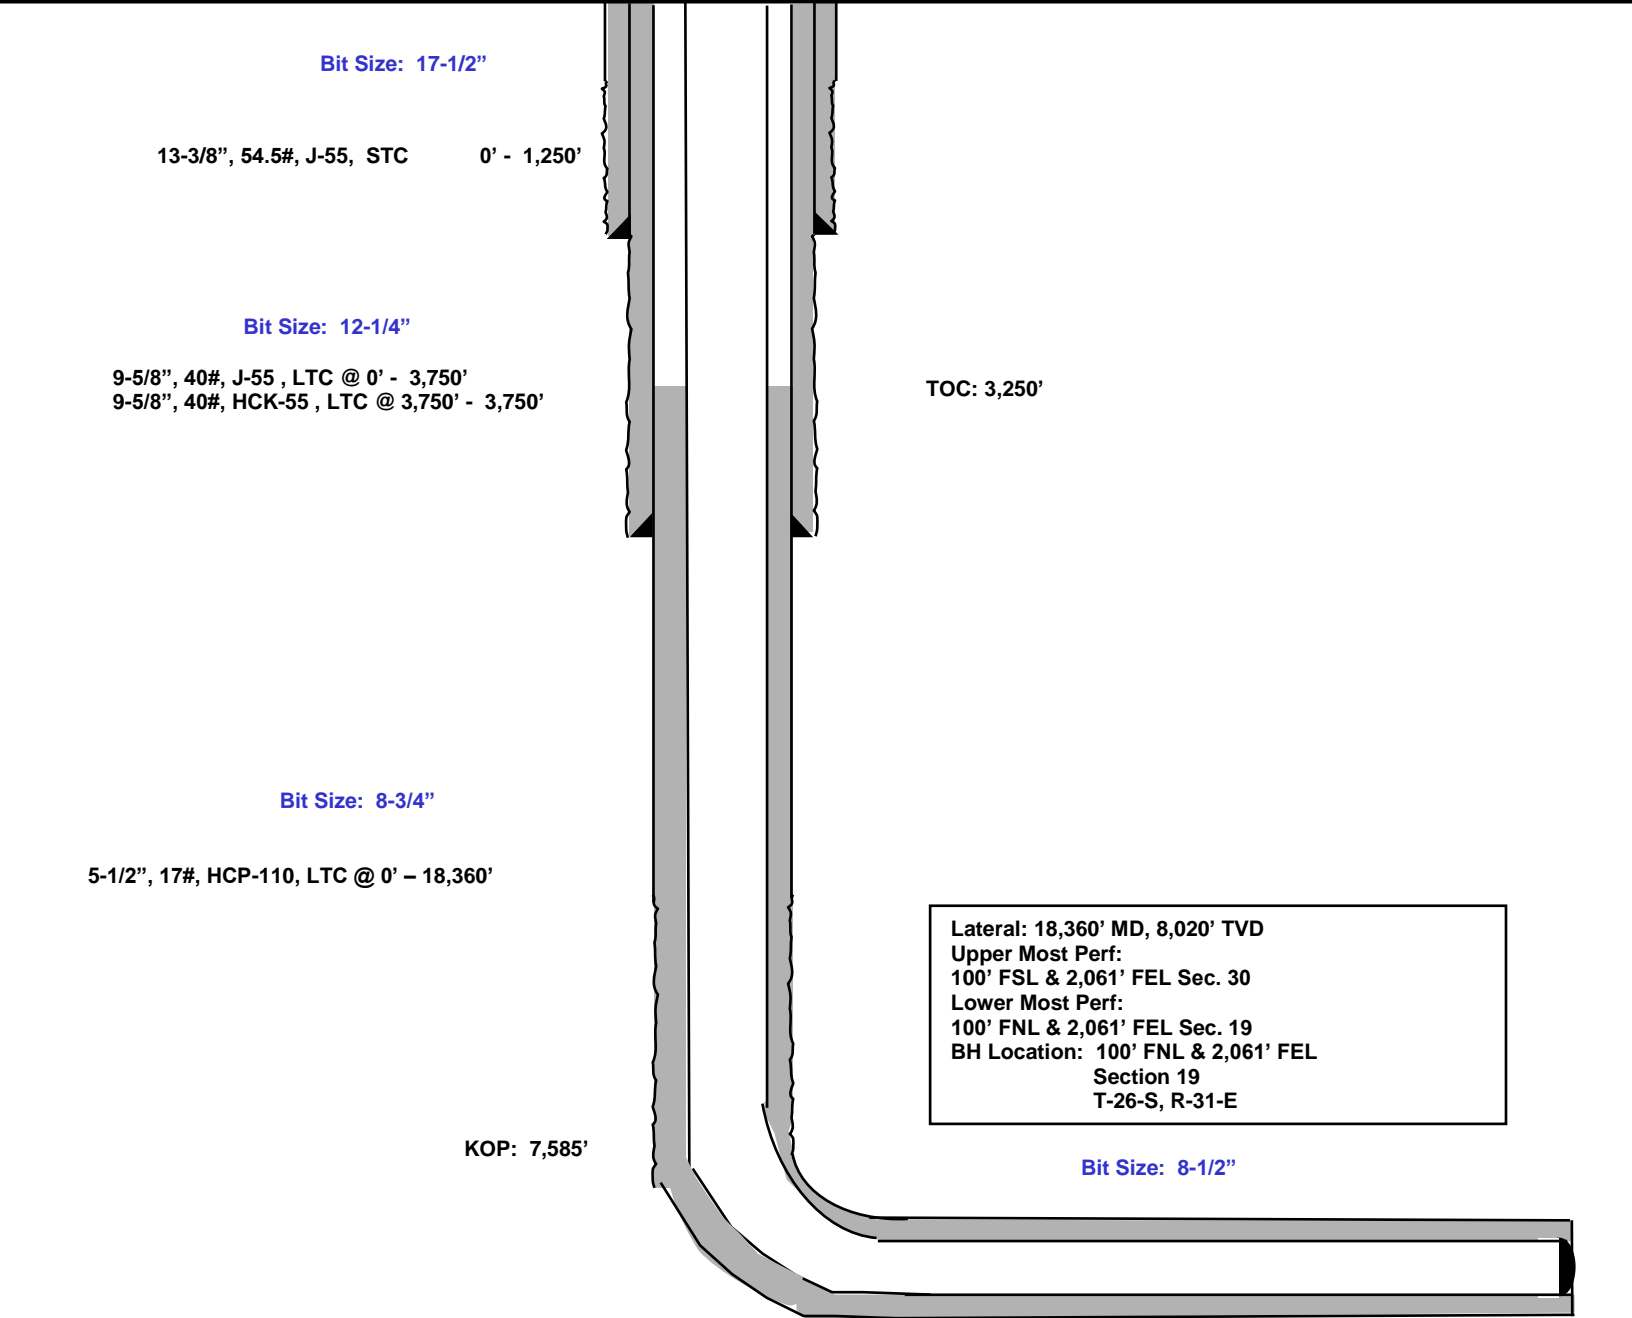 Bit Size: 17-1/2”
13-3/8”, 54.5#, J-55, STC 0’ - 1,250’
Bit Size: 12-1/4”
9-5/8”, 40#, J-55 , LTC @ 0’ - 3,750’
9-5/8”, 40#, HCK-55 , LTC @ 3,750’ - 3,750’
TOC: 3,250’
Bit Size: 8-3/4”
5-1/2”, 17#, HCP-110, LTC @ 0’ – 18,360’
Lateral: 18,360’ MD, 8,020’ TVD
Upper Most Perf:
100’ FSL & 2,061’ FEL Sec. 30
Lower Most Perf:
100’ FNL & 2,061’ FEL Sec. 19
BH Location: 100’ FNL & 2,061’ FEL
Section 19
T-26-S, R-31-E
KOP: 7,585’
Bit Size: 8-1/2”